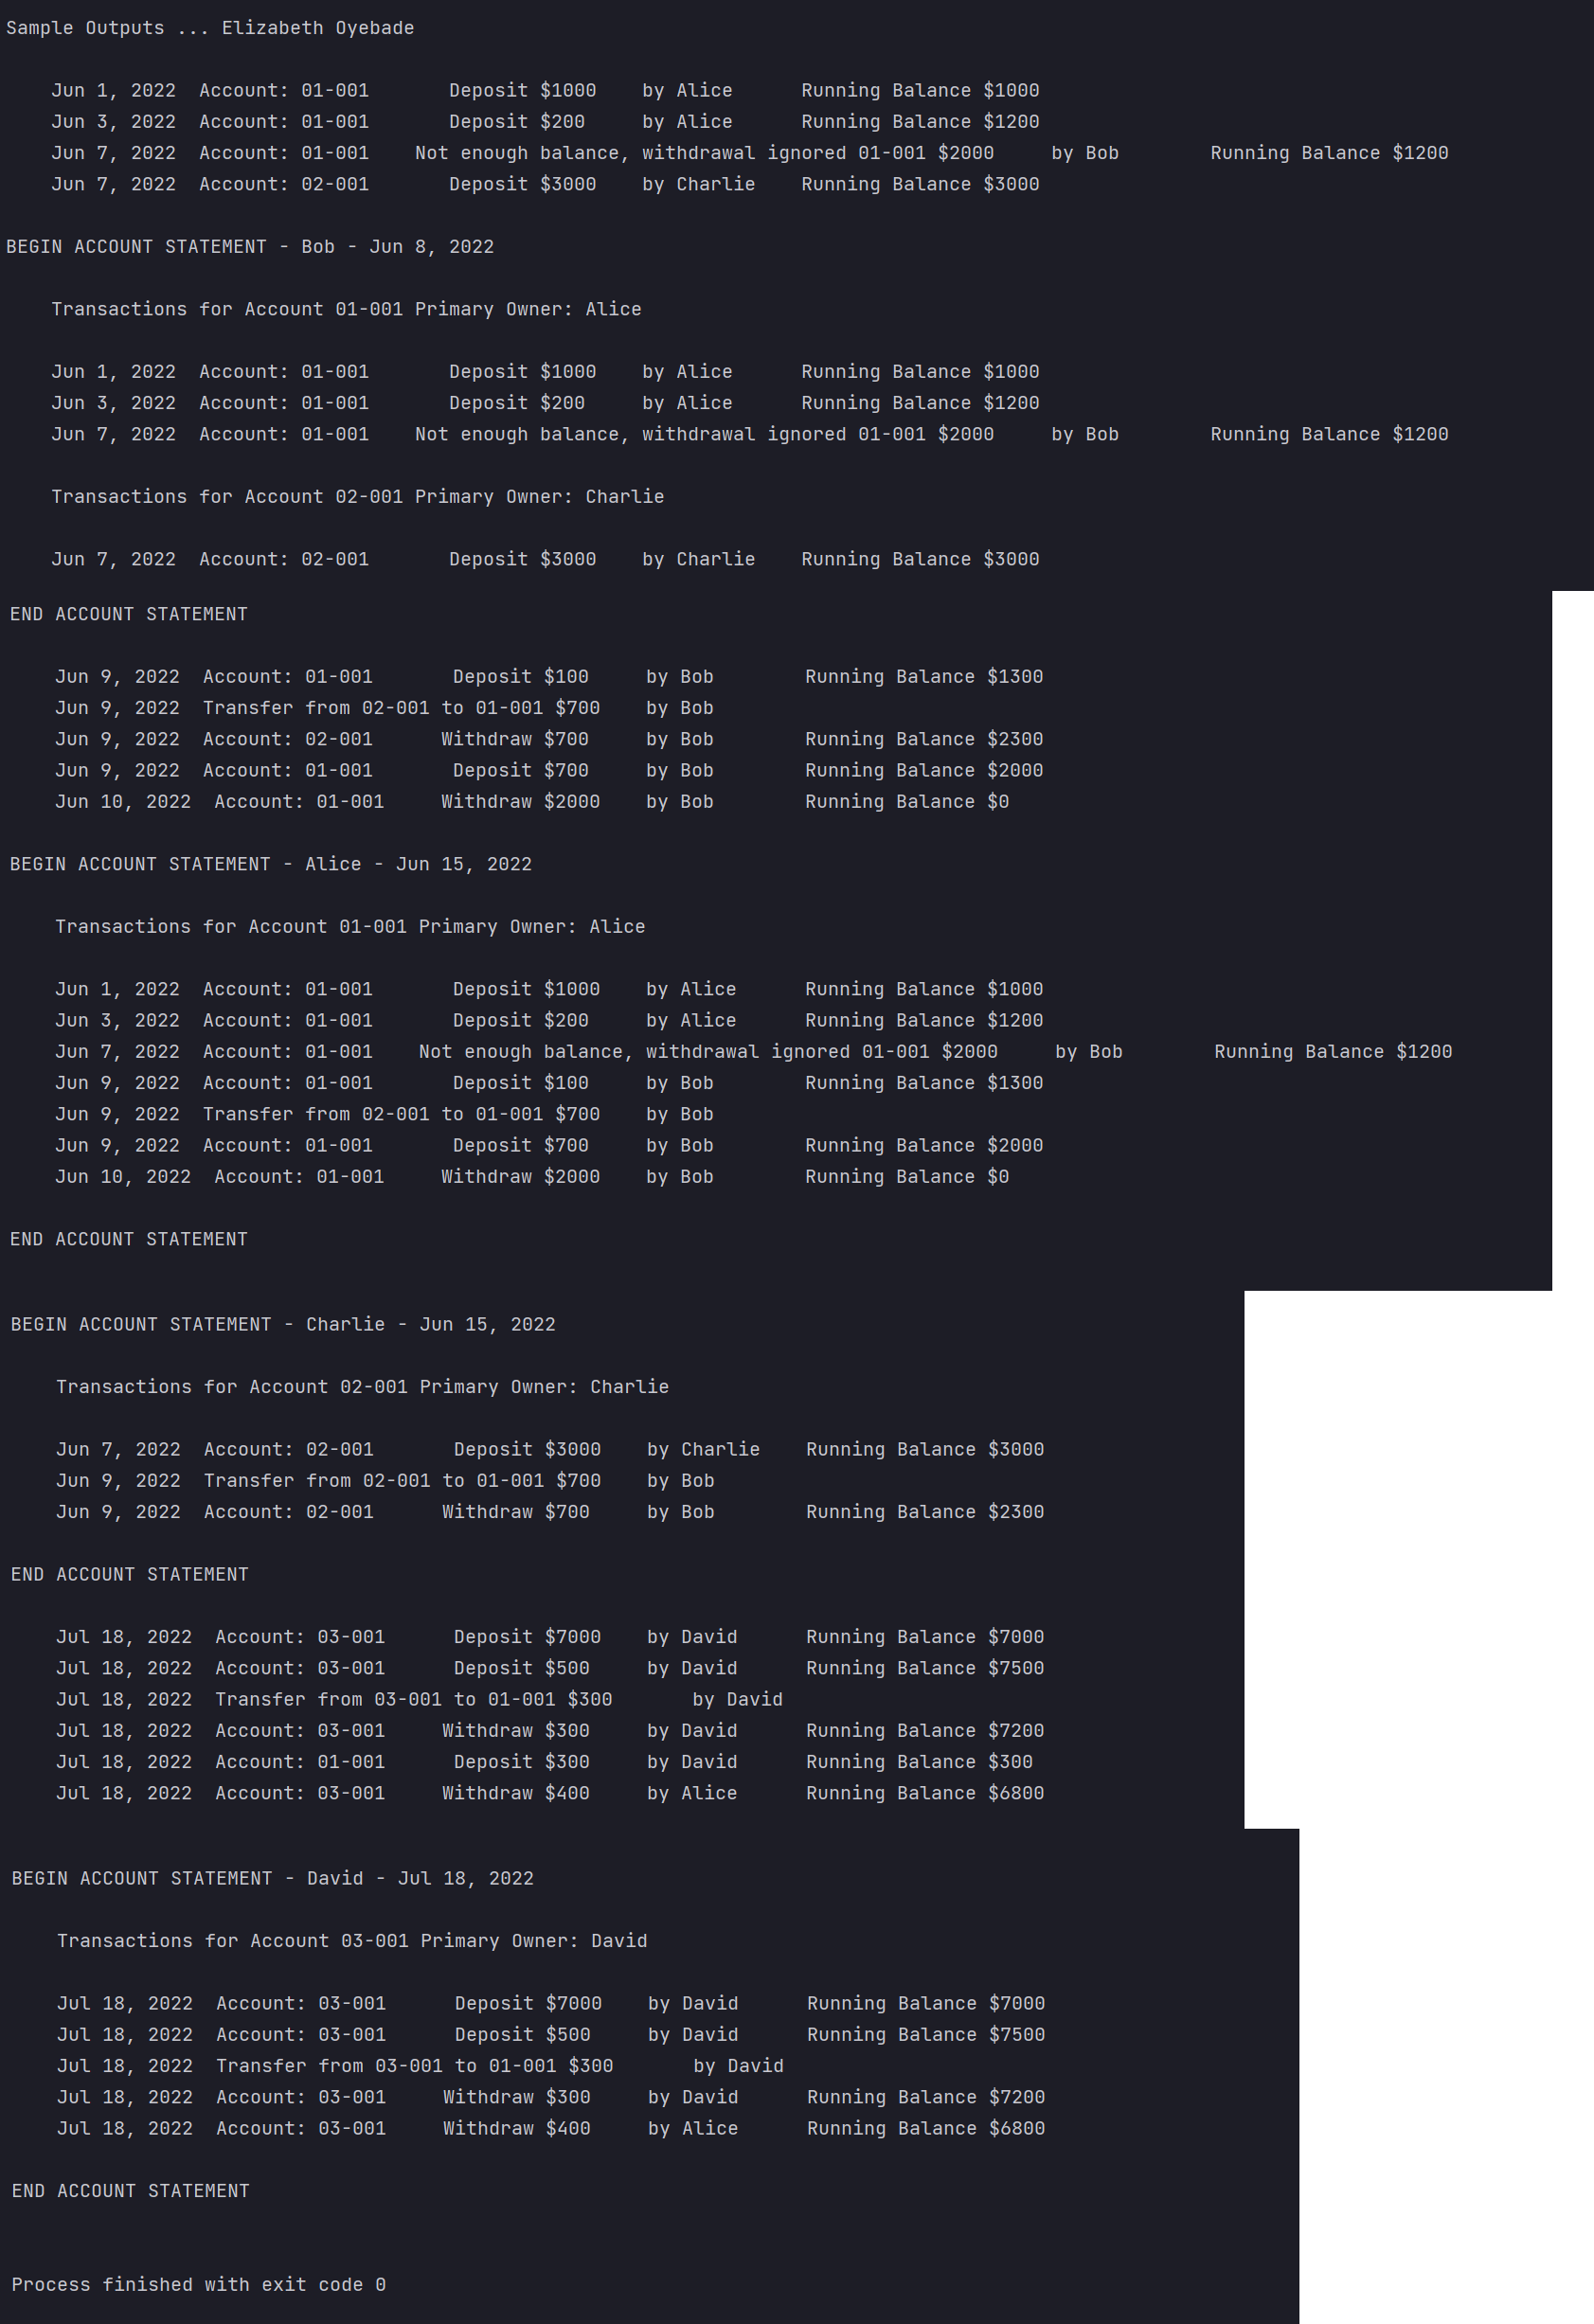 Sample Outputs ... Elizabeth Oyebade
Jun 1, 2022  Account: 01-001       Deposit $1000    by Alice      Running Balance $1000
Jun 3, 2022  Account: 01-001       Deposit $200     by Alice      Running Balance $1200
Jun 7, 2022  Account: 01-001    Not enough balance, withdrawal ignored 01-001 $2000     by Bob        Running Balance $1200
Jun 7, 2022  Account: 02-001       Deposit $3000    by Charlie    Running Balance $3000
BEGIN ACCOUNT STATEMENT - Bob - Jun 8, 2022
Transactions for Account 01-001 Primary Owner: Alice
Jun 1, 2022  Account: 01-001       Deposit $1000    by Alice      Running Balance $1000
Jun 3, 2022  Account: 01-001       Deposit $200     by Alice      Running Balance $1200
Jun 7, 2022  Account: 01-001    Not enough balance, withdrawal ignored 01-001 $2000     by Bob        Running Balance $1200
Transactions for Account 02-001 Primary Owner: Charlie
Jun 7, 2022  Account: 02-001       Deposit $3000    by Charlie    Running Balance $3000
END ACCOUNT STATEMENT
Jun 9, 2022  Account: 01-001       Deposit $100     by Bob        Running Balance $1300
Jun 9, 2022  Transfer from 02-001 to 01-001 $700    by Bob
Jun 9, 2022  Account: 02-001      Withdraw $700     by Bob        Running Balance $2300
Jun 9, 2022  Account: 01-001       Deposit $700     by Bob        Running Balance $2000
Jun 10, 2022  Account: 01-001     Withdraw $2000    by Bob        Running Balance $0
BEGIN ACCOUNT STATEMENT - Alice - Jun 15, 2022
Transactions for Account 01-001 Primary Owner: Alice
Jun 1, 2022  Account: 01-001       Deposit $1000    by Alice      Running Balance $1000
Jun 3, 2022  Account: 01-001       Deposit $200     by Alice      Running Balance $1200
Jun 7, 2022  Account: 01-001    Not enough balance, withdrawal ignored 01-001 $2000     by Bob        Running Balance $1200
Jun 9, 2022  Account: 01-001       Deposit $100     by Bob        Running Balance $1300
Jun 9, 2022  Transfer from 02-001 to 01-001 $700    by Bob
Jun 9, 2022  Account: 01-001       Deposit $700     by Bob        Running Balance $2000
Jun 10, 2022  Account: 01-001     Withdraw $2000    by Bob        Running Balance $0
END ACCOUNT STATEMENT
BEGIN ACCOUNT STATEMENT - Charlie - Jun 15, 2022
Transactions for Account 02-001 Primary Owner: Charlie
Jun 7, 2022  Account: 02-001       Deposit $3000    by Charlie    Running Balance $3000
Jun 9, 2022  Transfer from 02-001 to 01-001 $700    by Bob
Jun 9, 2022  Account: 02-001      Withdraw $700     by Bob        Running Balance $2300
END ACCOUNT STATEMENT
Jul 18, 2022  Account: 03-001      Deposit $7000    by David      Running Balance $7000
Jul 18, 2022  Account: 03-001      Deposit $500     by David      Running Balance $7500
Jul 18, 2022  Transfer from 03-001 to 01-001 $300       by David
Jul 18, 2022  Account: 03-001     Withdraw $300     by David      Running Balance $7200
Jul 18, 2022  Account: 01-001      Deposit $300     by David      Running Balance $300
Jul 18, 2022  Account: 03-001     Withdraw $400     by Alice      Running Balance $6800
BEGIN ACCOUNT STATEMENT - David - Jul 18, 2022
Transactions for Account 03-001 Primary Owner: David
Jul 18, 2022  Account: 03-001      Deposit $7000    by David      Running Balance $7000
Jul 18, 2022  Account: 03-001      Deposit $500     by David      Running Balance $7500
Jul 18, 2022  Transfer from 03-001 to 01-001 $300       by David
Jul 18, 2022  Account: 03-001     Withdraw $300     by David      Running Balance $7200
Jul 18, 2022  Account: 03-001     Withdraw $400     by Alice      Running Balance $6800
END ACCOUNT STATEMENT
Process finished with exit code 0